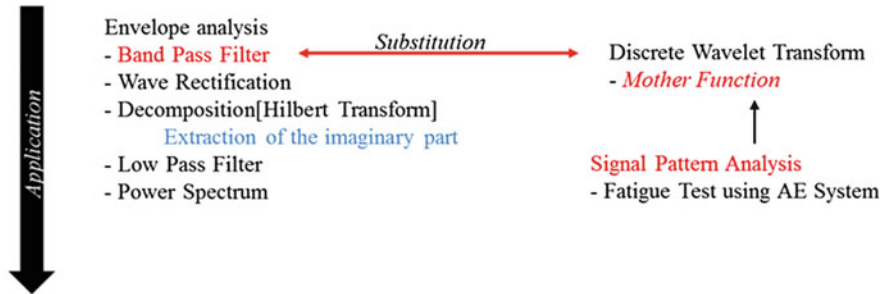 Application
Envelope analysis
- Band Pass Filter
- Wave Rectification
- Decomposition[Hilbert Transform]
Extraction of the imaginary part
- Low Pass Filter
- Power Spectrum
Substitution
Discrete Wavelet Transform
- Mother Function
Signal Pattern Analysis
- Fatigue Test using AE System